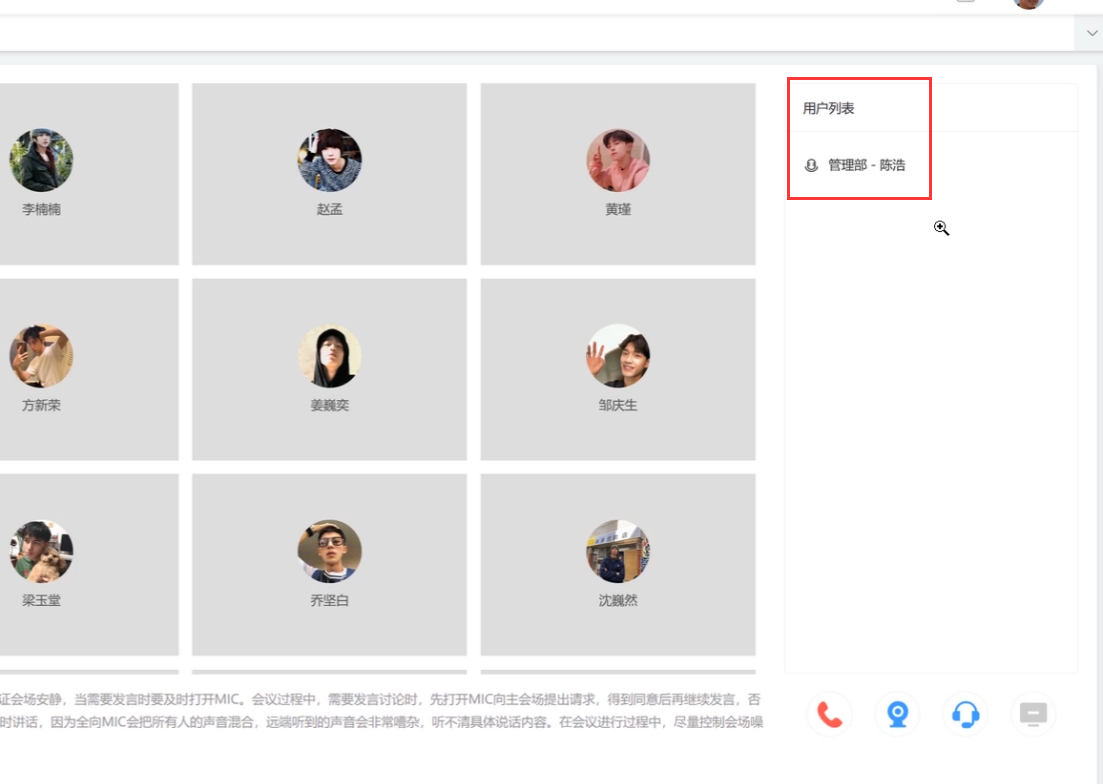 用户列表
管理部 - 陈浩
李楠楠
赵孟
黄瑾
方新荣
姜巍奕
邹庆生
梁玉堂
乔坚白
沈巍然
证会场安静，当需要发言时要及时打开MIC。会议过程中，需要发言讨论时，先打开MIC向主会场提出请求，得到同意后再继续发言，否
时讲话，因为全向MIC会把所有人的声音混合，远端听到的声音会非常嘈杂，听不清具体说话内容。在会议进行过程中，尽量控制会场噪